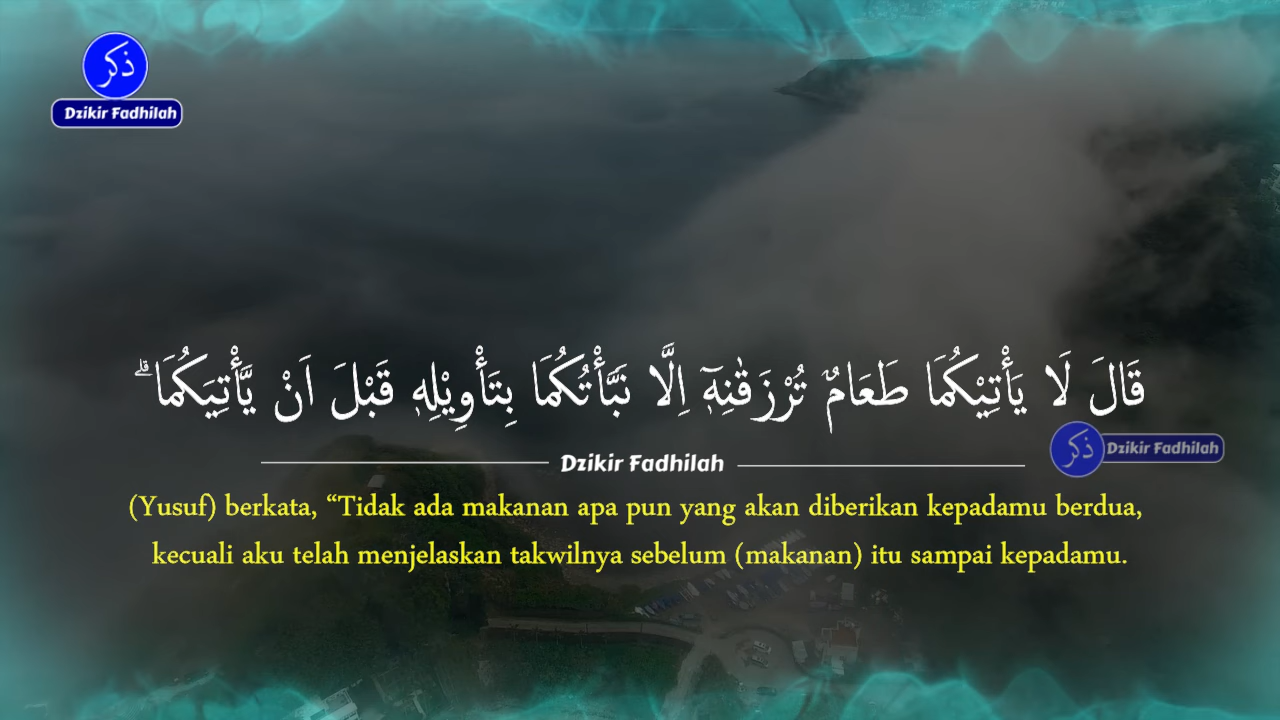 ذكر
Dzikir Fadhilah
قَالَ لَا يَأْتِيْكُمَا طَعَامٌ تُرْزَقٰنِهٖٓ اِلَّا نَبَّأْتُكُمَا بِتَأْوِيْلِهٖ قَبْلَ اَنْ يَّأْتِيَكُمَا ۗ
Dzikir Fadhilah
ذكر Dzikir Fadhilah
(Yusuf) berkata, “Tidak ada makanan apa pun yang akan diberikan kepadamu berdua,
kecuali aku telah menjelaskan takwilnya sebelum (makanan) itu sampai kepadamu.